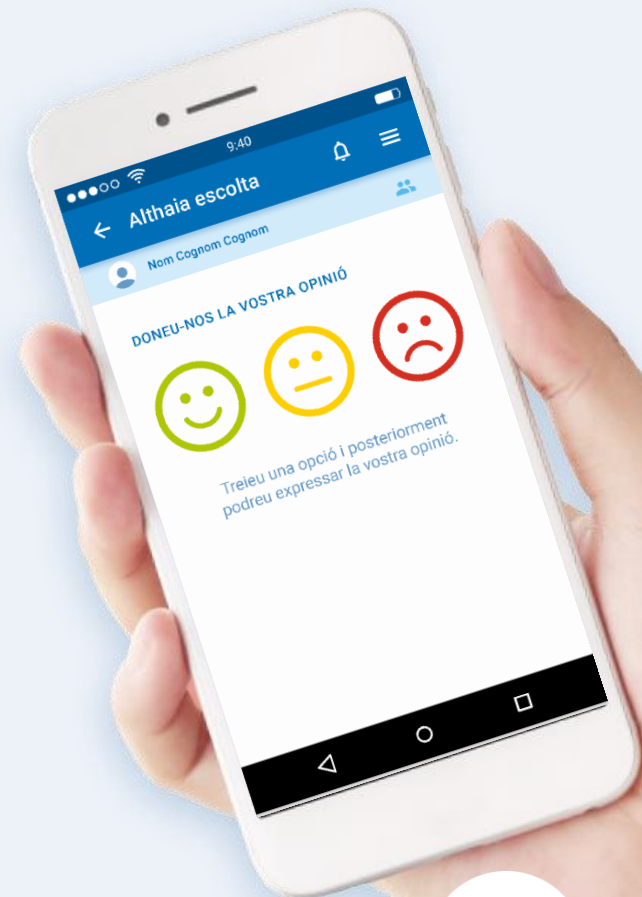 9:40
Althaia escolta
Nom Cognom Cognom
DONEU-NOS LA VOSTRA OPINIÓ
Treieu una opció i posteriorment
podreu expressar la vostra opinió.